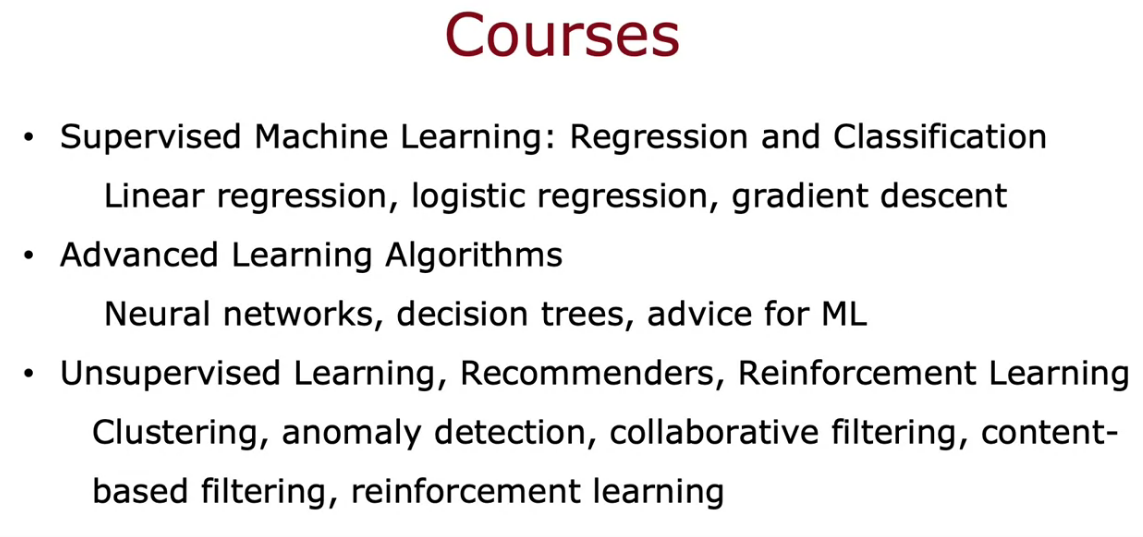 Courses
• Supervised Machine Learning: Regression and Classification
Linear regression, logistic regression, gradient descent
• Advanced Learning Algorithms
Neural networks, decision trees, advice for ML
• Unsupervised Learning, Recommenders, Reinforcement Learning
Clustering, anomaly detection, collaborative filtering, content-
based filtering, reinforcement learning